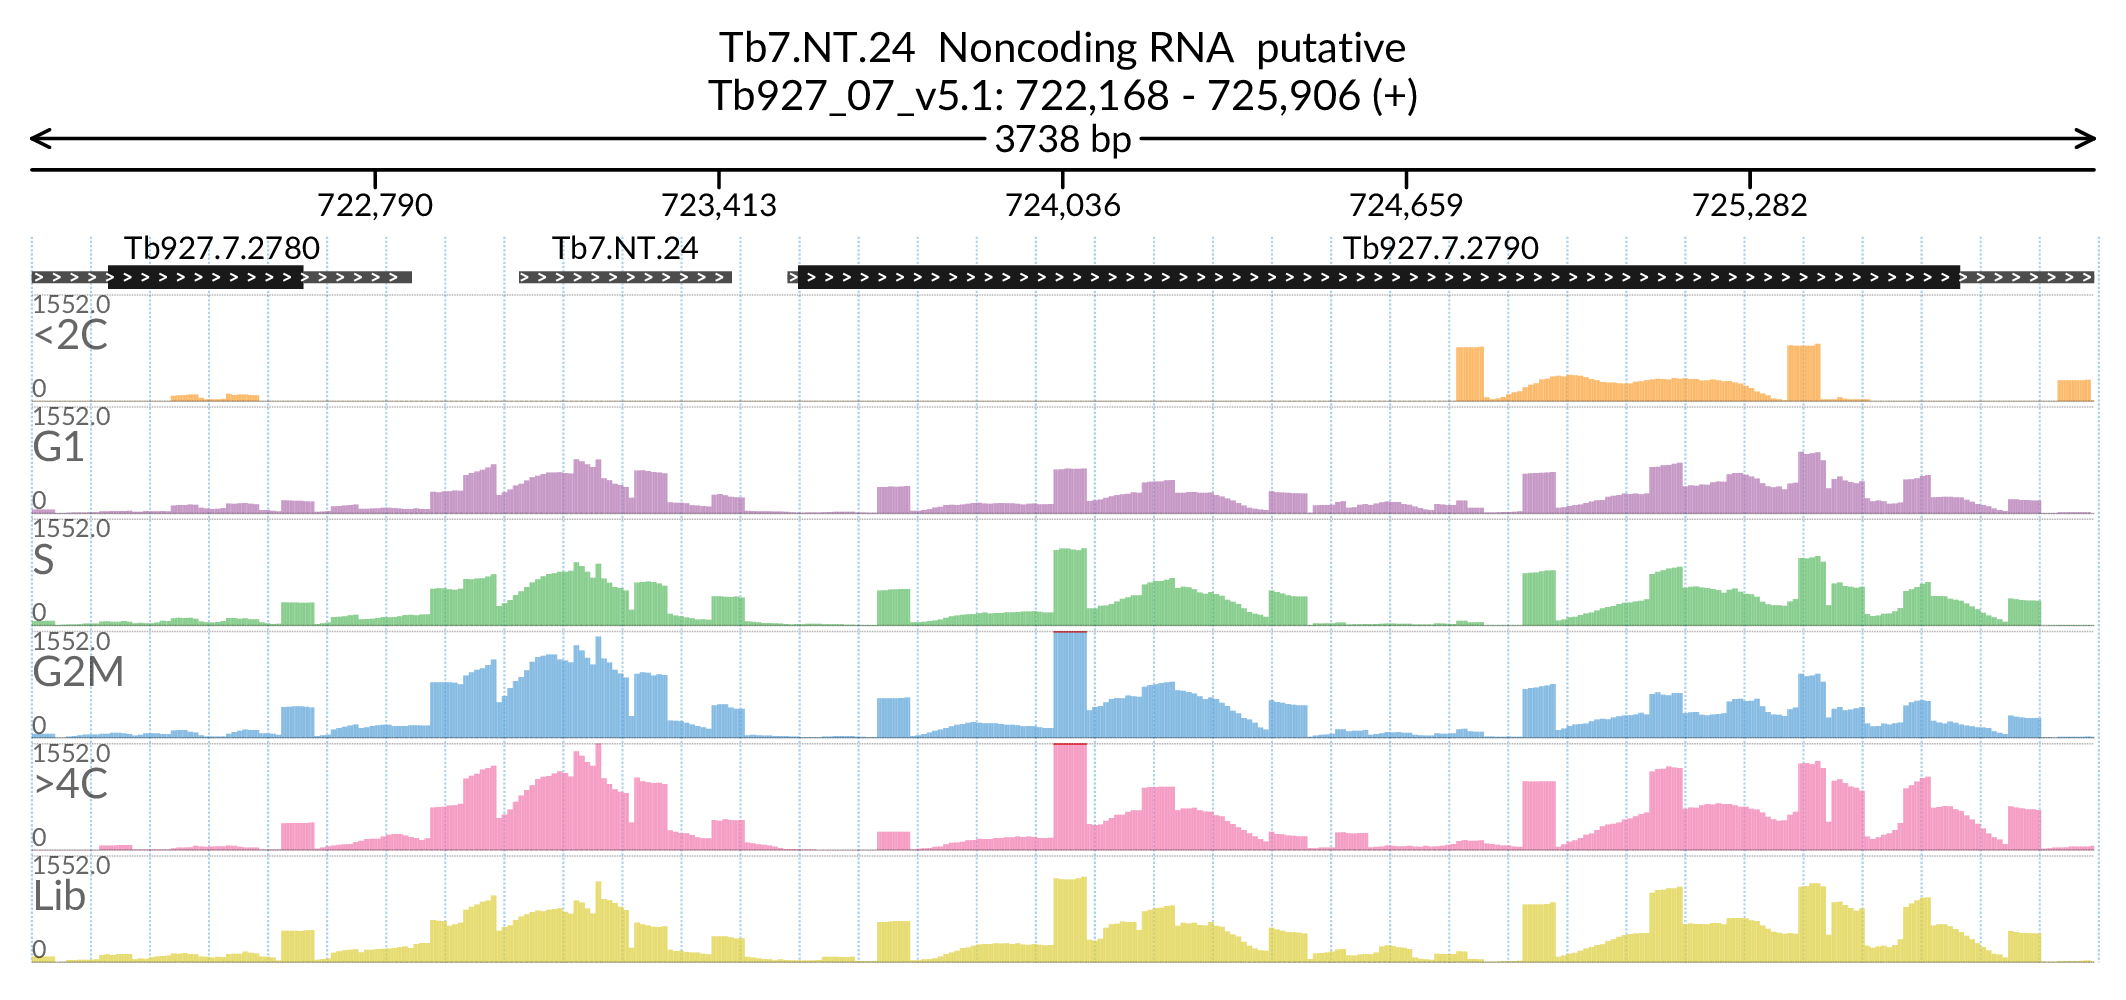 Tb7.NT.24 Noncoding RNA putative
Tb927_07_v5.1: 722,168 - 725,906 (+)
3738 bp
722,790 723,413 724,036 724,659 725,282
Tb927.7.2780 Tb7.NT.24 Tb927.7.2790
1552.0
<2C
0
1552.0
G1
0
1552.0
S
0
1552.0
G2M
0
1552.0
>4C
0
1552.0
Lib
0